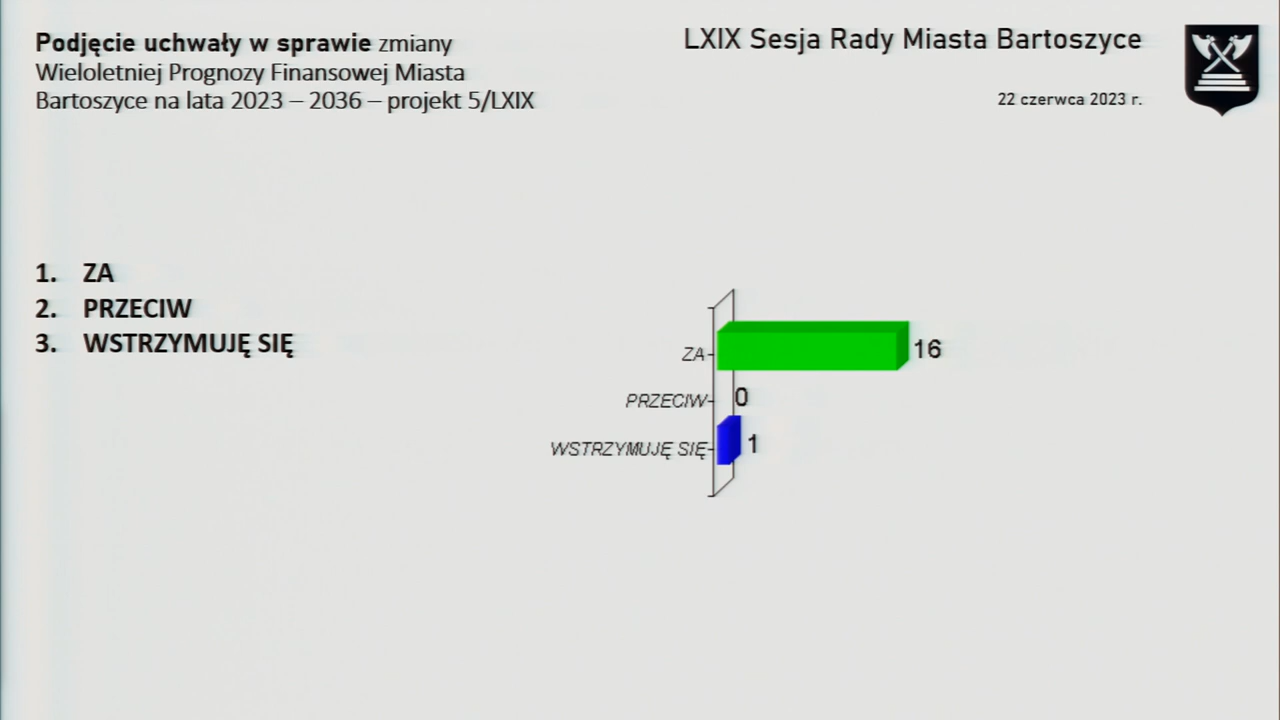 Podjęcie uchwały w sprawie zmiany
Wieloletniej Prognozy Finansowej Miasta
Bartoszyce na lata 2023 – 2036 – projekt 5/LXIX
LXIX Sesja Rady Miasta Bartoszyce
22 czerwca 2023 r.
1. ZA
2. PRZECIW
3. WSTRZYMUJĘ SIĘ
ZA 16
PRZECIW 0
WSTRZYMUJĘ SIĘ 1